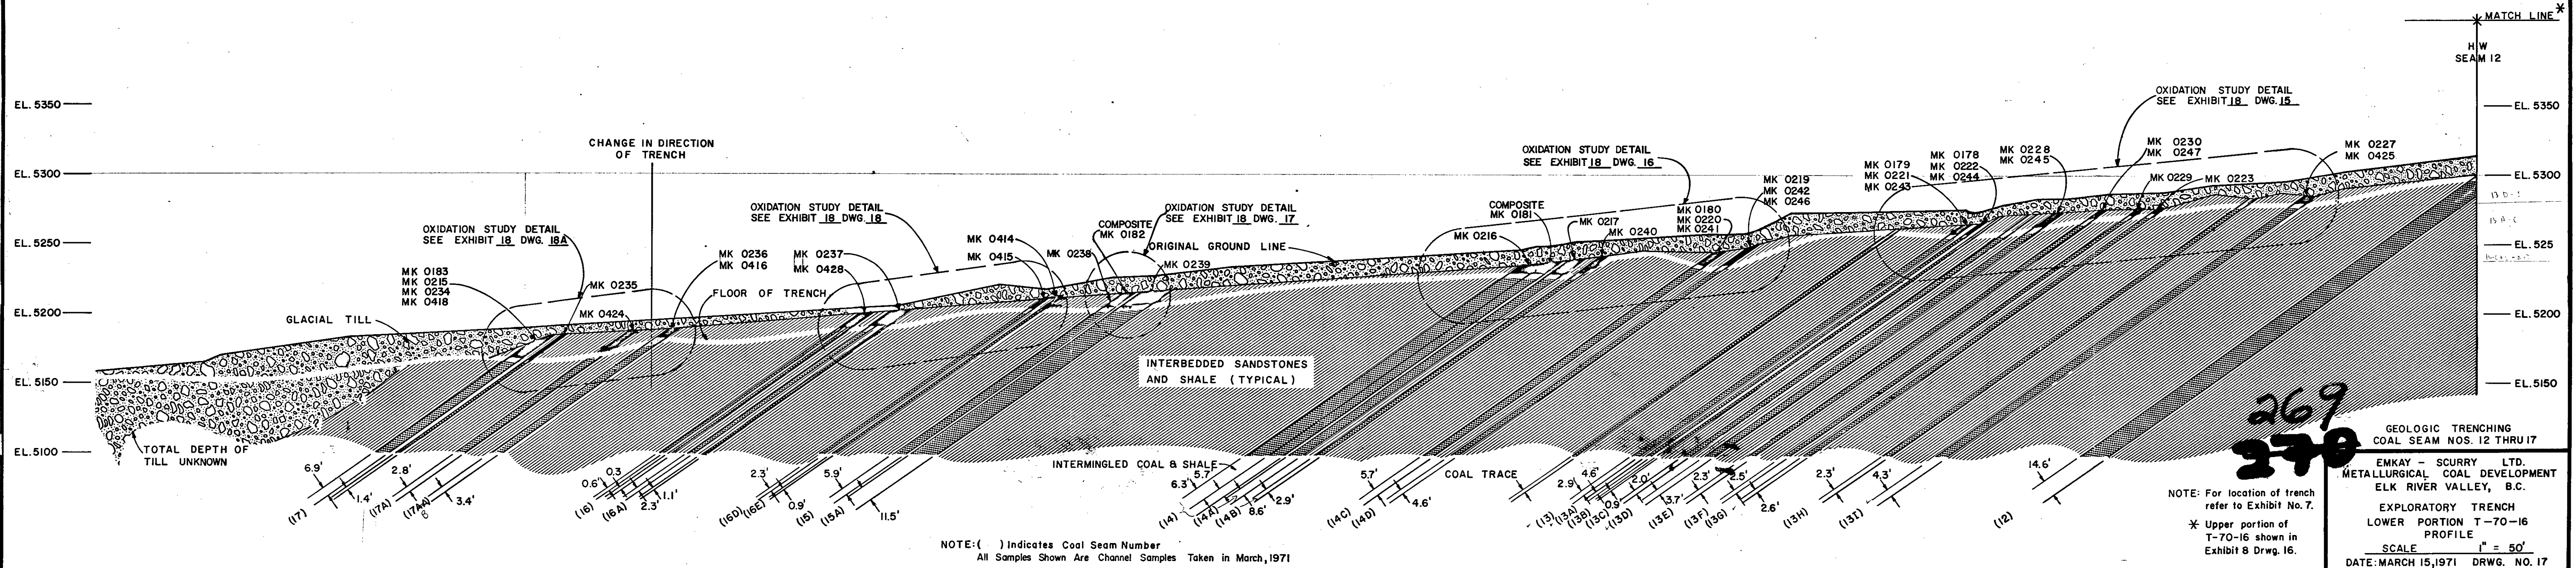 MATCH LINE *
H W
SEAM 12
EL. 5350
EL. 5300
EL. 5250
EL. 5200
EL. 5150
EL. 5100
CHANGE IN DIRECTION
OF TRENCH
OXIDATION STUDY DETAIL
SEE EXHIBIT 18 DWG. 18A
MK 0183
MK 0215
MK 0234
MK 0418
MK 0235
MK 0424
GLACIAL TILL
FLOOR OF TRENCH
MK 0236
MK 0416
OXIDATION STUDY DETAIL
SEE EXHIBIT 18 DWG. 18
MK 0237
MK 0428
MK 0414
MK 0415
MK 0238
COMPOSITE
MK 0182
OXIDATION STUDY DETAIL
SEE EXHIBIT 18 DWG. 17
ORIGINAL GROUND LINE
MK 0239
OXIDATION STUDY DETAIL
SEE EXHIBIT 18 DWG. 16
COMPOSITE
MK 0181
MK 0216
MK 0217
MK 0240
MK 0180
MK 0220
MK 0241
MK 0219
MK 0242
MK 0246
MK 0179
MK 0221
MK 0243
MK 0178
MK 0222
MK 0244
MK 0228
MK 0245
OXIDATION STUDY DETAIL
SEE EXHIBIT 18 DWG. 15
MK 0230
MK 0247
MK 0229
MK 0223
MK 0227
MK 0425
EL. 5350
EL. 5300
EL. 525
EL. 5200
EL. 5150
INTERBEDDED SANDSTONES
AND SHALE (TYPICAL)
TOTAL DEPTH OF
TILL UNKNOWN
INTERMINGLED COAL & SHALE
COAL TRACE
6.9'
1.4'
(17)
2.8'
(17A)
3.4'
(17AA)
0.3
0.6'
(16)
(16A)
2.3'
1.1'
2.3'
0.9'
(16D)
(16E)
5.9'
(15)
(15A)
11.5'
5.7'
6.3'
(14)
(14A)
(14B)
8.6'
2.9'
5.7'
(14C)
(14D)
4.6'
4.6'
2.9'
(13)
(13A)
(13B)
0.9'
(13C)
2.0'
(13D)
3.7'
(13E)
2.3'
(13F)
2.5'
(13G)
2.6'
2.3'
(13H)
4.3'
(13I)
14.6'
(12)
NOTE: ( ) Indicates Coal Seam Number
All Samples Shown Are Channel Samples Taken in March, 1971
269
270
GEOLOGIC TRENCHING
COAL SEAM NOS. 12 THRU 17
NOTE: For location of trench
refer to Exhibit No. 7.
* Upper portion of
T-70-16 shown in
Exhibit 8 Drwg. 16.
EMKAY - SCURRY LTD.
METALLURGICAL COAL DEVELOPMENT
ELK RIVER VALLEY, B.C.
EXPLORATORY TRENCH
LOWER PORTION T-70-16
PROFILE
SCALE 1" = 50'
DATE: MARCH 15, 1971 DRWG. NO. 17